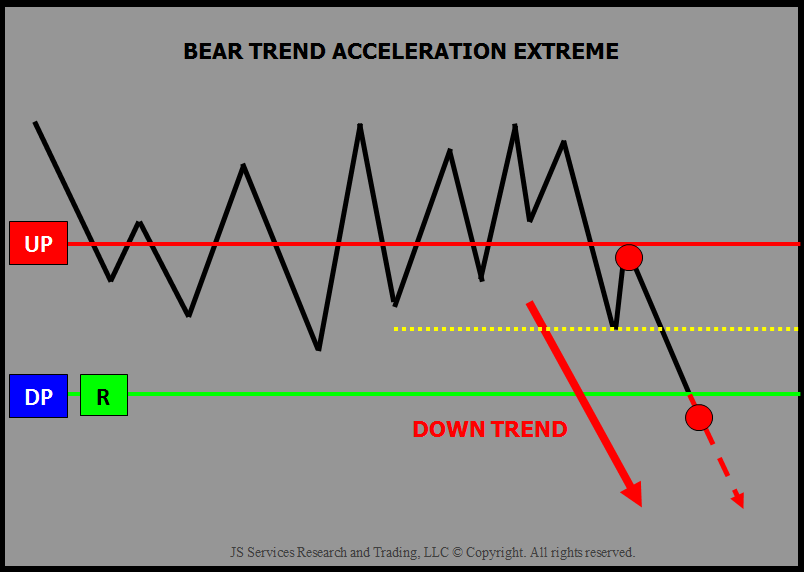 BEAR TREND ACCELERATION EXTREME
UP
DP R
DOWN TREND
JS Services Research and Trading, LLC © Copyright. All rights reserved.